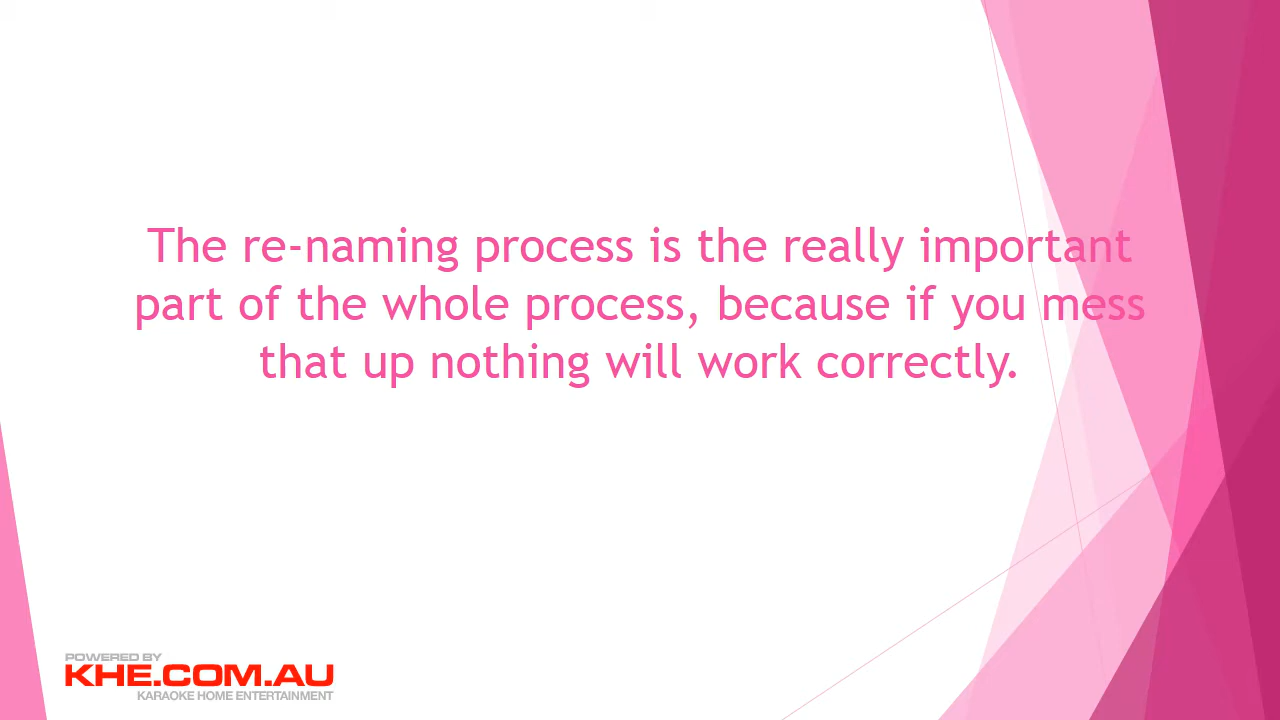 The re-naming process is the really important
part of the whole process, because if you mess
that up nothing will work correctly.
POWERED BY
KHE.COM.AU
KARAOKE HOME ENTERTAINMENT